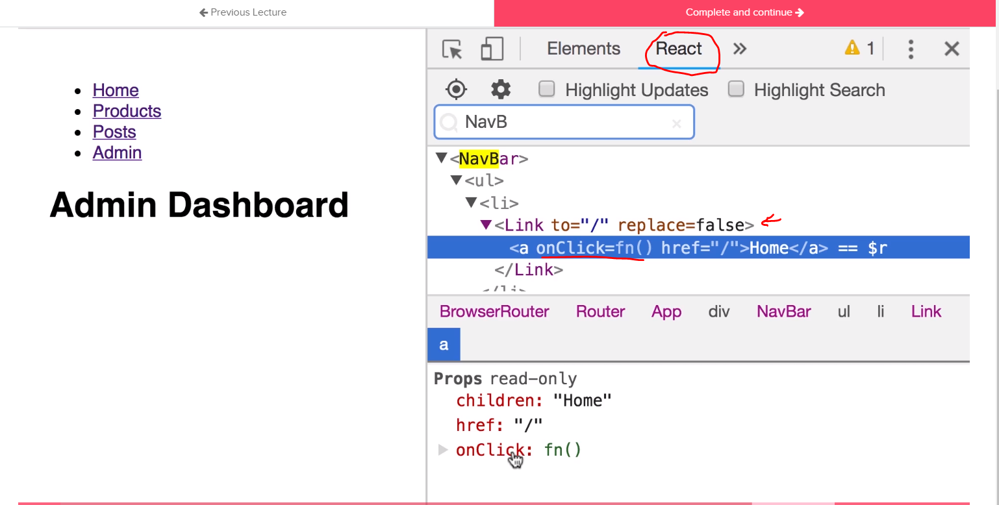 Previous Lecture
Complete and continue
Elements React » 1
Highlight Updates Highlight Search
NavB
Home
Products
Posts
Admin
Admin Dashboard
<NavBar>
<ul>
<li>
<Link to="/" replace=false>
<a onClick=fn() href="/">Home</a> == $r
</Link>
</li>
BrowserRouter Router App div NavBar ul li Link
a
Props read-only
children: "Home"
href: "/"
onClick: fn()